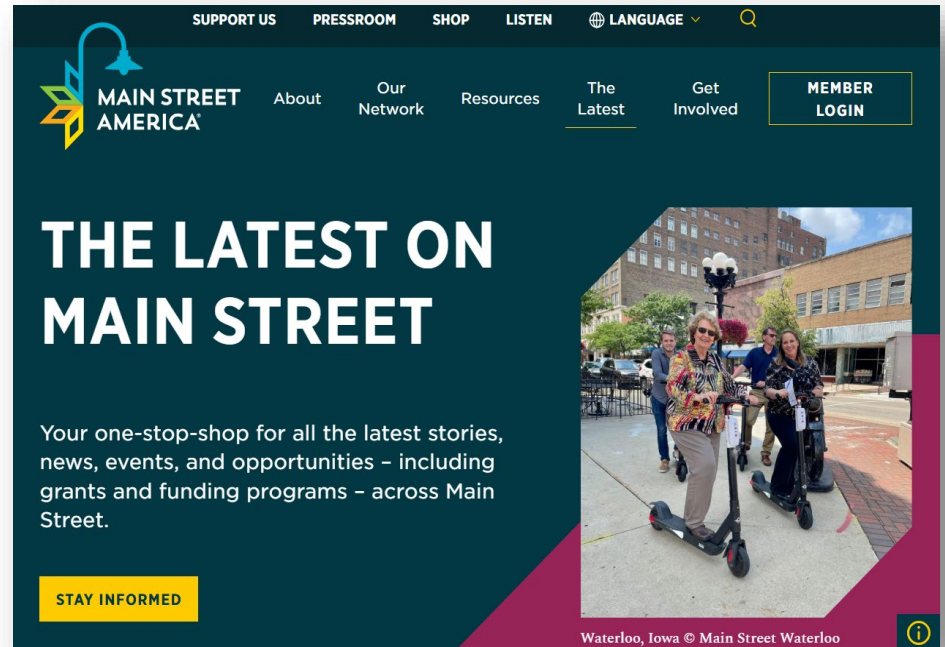 SUPPORT US PRESSROOM SHOP LISTEN LANGUAGE
MAIN STREET
AMERICA
About
Our
Network
Resources
The
Latest
Get
Involved
MEMBER
LOGIN
THE LATEST ON
MAIN STREET
Your one-stop-shop for all the latest stories,
news, events, and opportunities – including
grants and funding programs – across Main
Street.
STAY INFORMED
Waterloo, Iowa © Main Street Waterloo